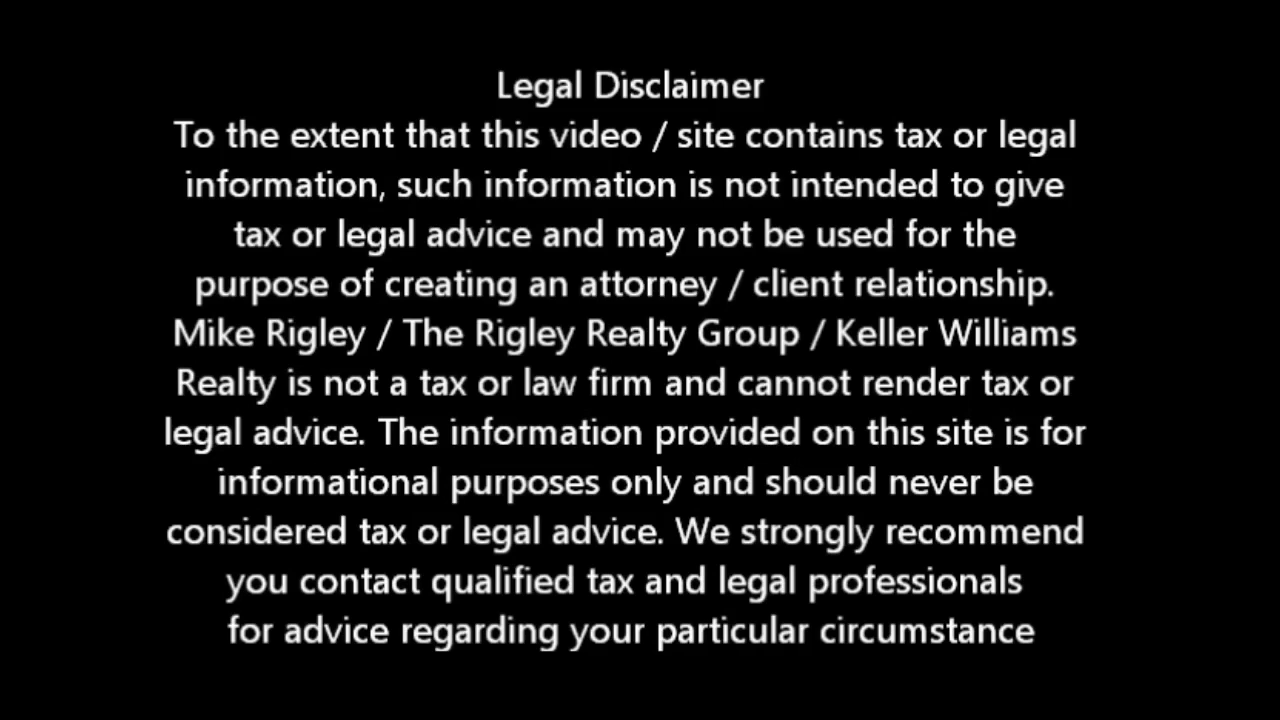 Legal Disclaimer
To the extent that this video / site contains tax or legal
information, such information is not intended to give
tax or legal advice and may not be used for the
purpose of creating an attorney / client relationship.
Mike Rigley / The Rigley Realty Group / Keller Williams
Realty is not a tax or law firm and cannot render tax or
legal advice. The information provided on this site is for
informational purposes only and should never be
considered tax or legal advice. We strongly recommend
you contact qualified tax and legal professionals
for advice regarding your particular circumstance